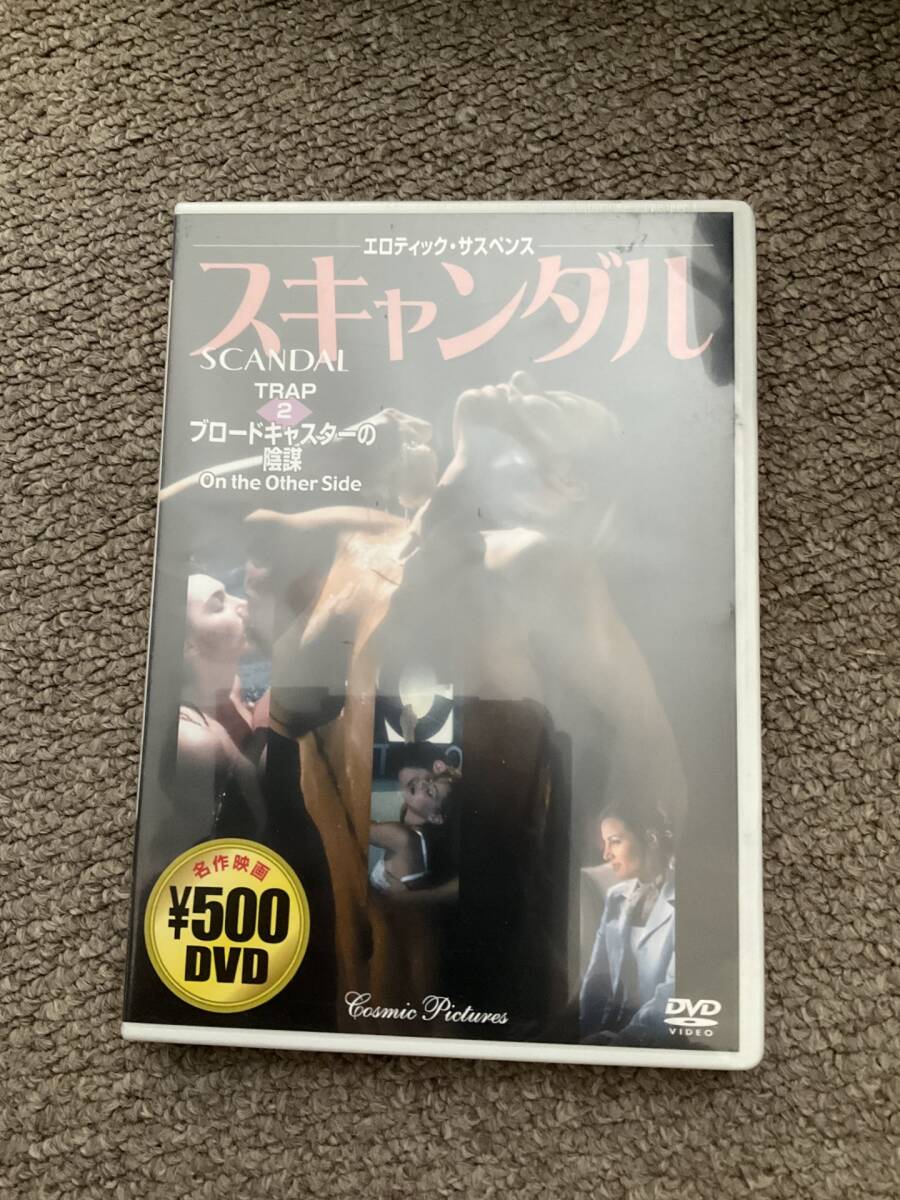 エロティック・サスペンス
スキャンダル
SCANDAL
TRAP
2
ブロードキャスターの
陰謀
On the Other Side
名作映画
¥500
DVD
Cosmic Pictures
DVD
VIDEO